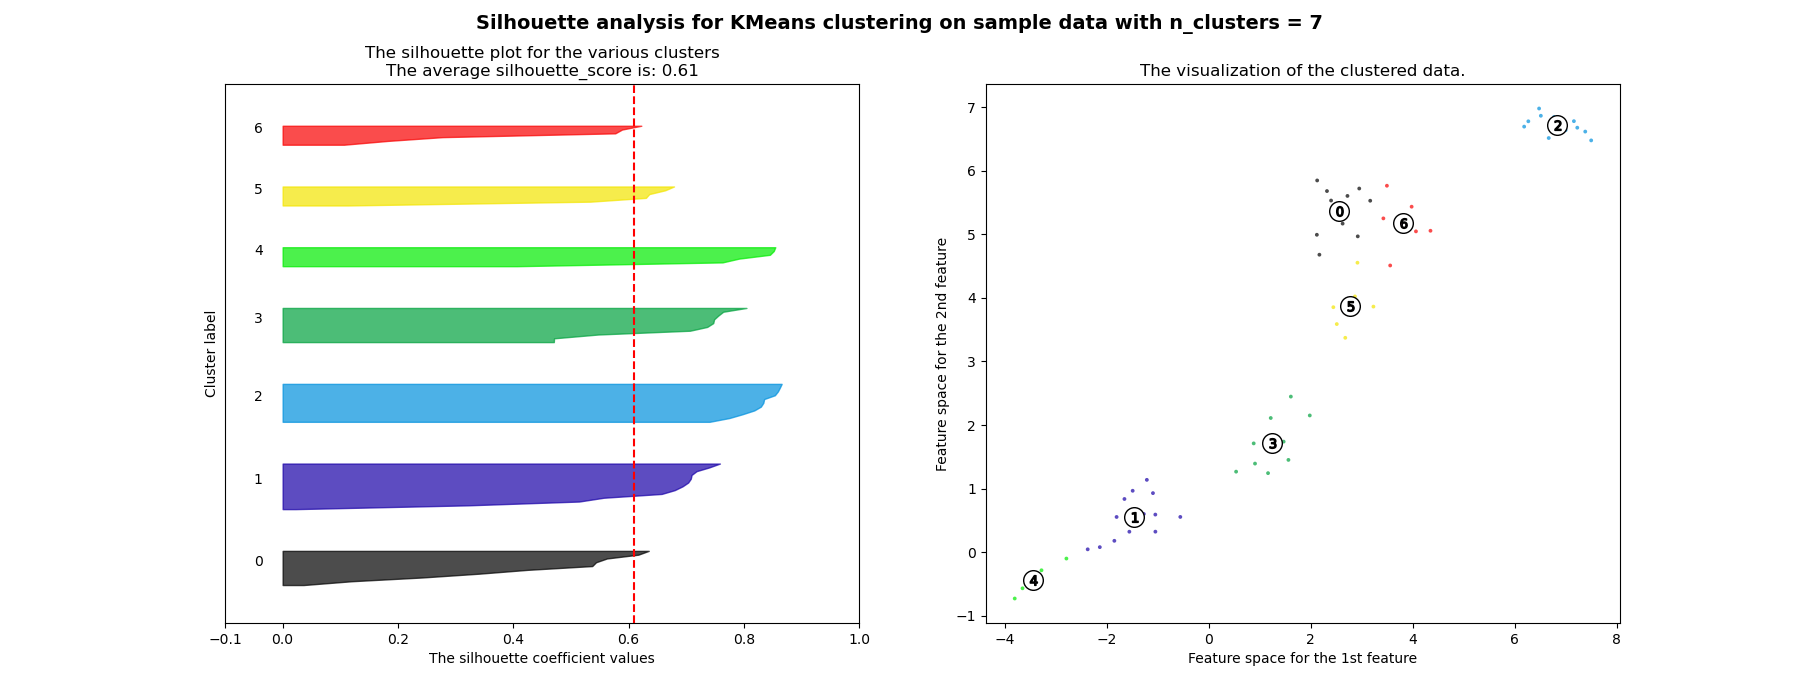 Silhouette analysis for KMeans clustering on sample data with n_clusters = 7
The silhouette plot for the various clusters
The average silhouette_score is: 0.61
Cluster label
6
5
4
3
2
1
0
−0.1 0.0 0.2 0.4 0.6 0.8 1.0
The silhouette coefficient values
The visualization of the clustered data.
Feature space for the 2nd feature
7
6
5
4
3
2
1
0
−1
2
0
6
5
3
1
4
−4 −2 0 2 4 6 8
Feature space for the 1st feature